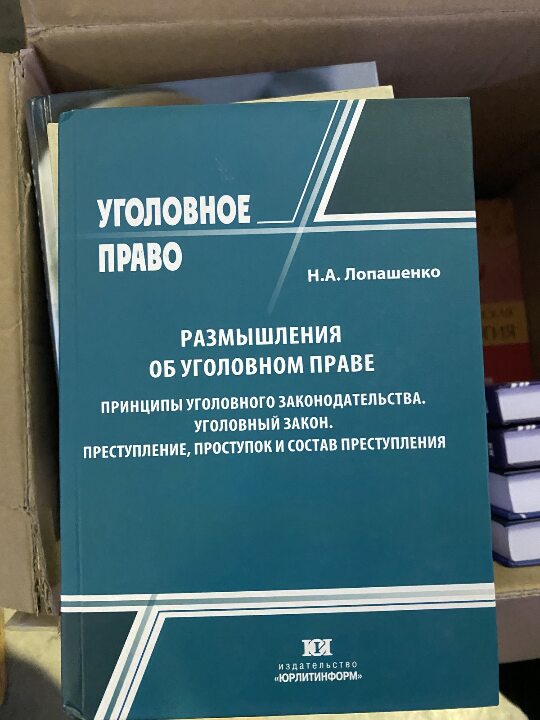 УГОЛОВНОЕ
ПРАВО
Н.А. Лопашенко
РАЗМЫШЛЕНИЯ
ОБ УГОЛОВНОМ ПРАВЕ
ПРИНЦИПЫ УГОЛОВНОГО ЗАКОНОДАТЕЛЬСТВА.
УГОЛОВНЫЙ ЗАКОН.
ПРЕСТУПЛЕНИЕ, ПРОСТУПОК И СОСТАВ ПРЕСТУПЛЕНИЯ
ИЗДАТЕЛЬСТВО
«ЮРЛИТИНФОРМ»